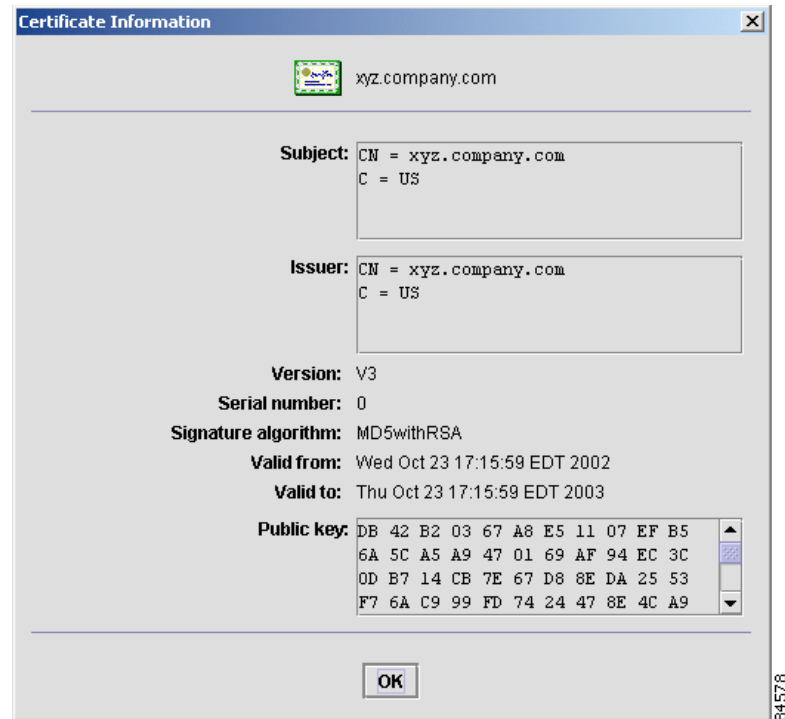 Certificate Information
xyz.company.com
Subject: CN = xyz.company.com
C = US
Issuer: CN = xyz.company.com
C = US
Version: V3
Serial number: 0
Signature algorithm: MD5withRSA
Valid from: Wed Oct 23 17:15:59 EDT 2002
Valid to: Thu Oct 23 17:15:59 EDT 2003
Public key: DB 42 B2 03 67 A8 E5 11 07 EF B5
6A 5C A5 A9 47 01 69 AF 94 EC 3C
0D B7 14 CB 7E 67 D8 8E DA 25 53
F7 6A C9 99 FD 74 24 47 8E 4C A9
OK
84578